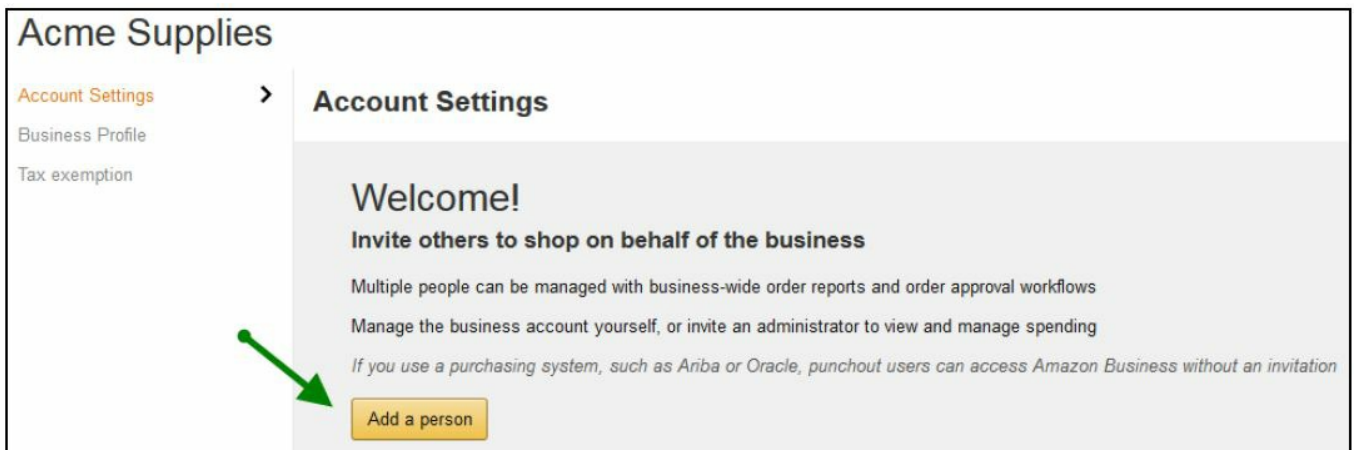 Acme Supplies
Account Settings
Business Profile
Tax exemption
Account Settings
Welcome!
Invite others to shop on behalf of the business
Multiple people can be managed with business-wide order reports and order approval workflows
Manage the business account yourself, or invite an administrator to view and manage spending
If you use a purchasing system, such as Ariba or Oracle, punchout users can access Amazon Business without an invitation
Add a person